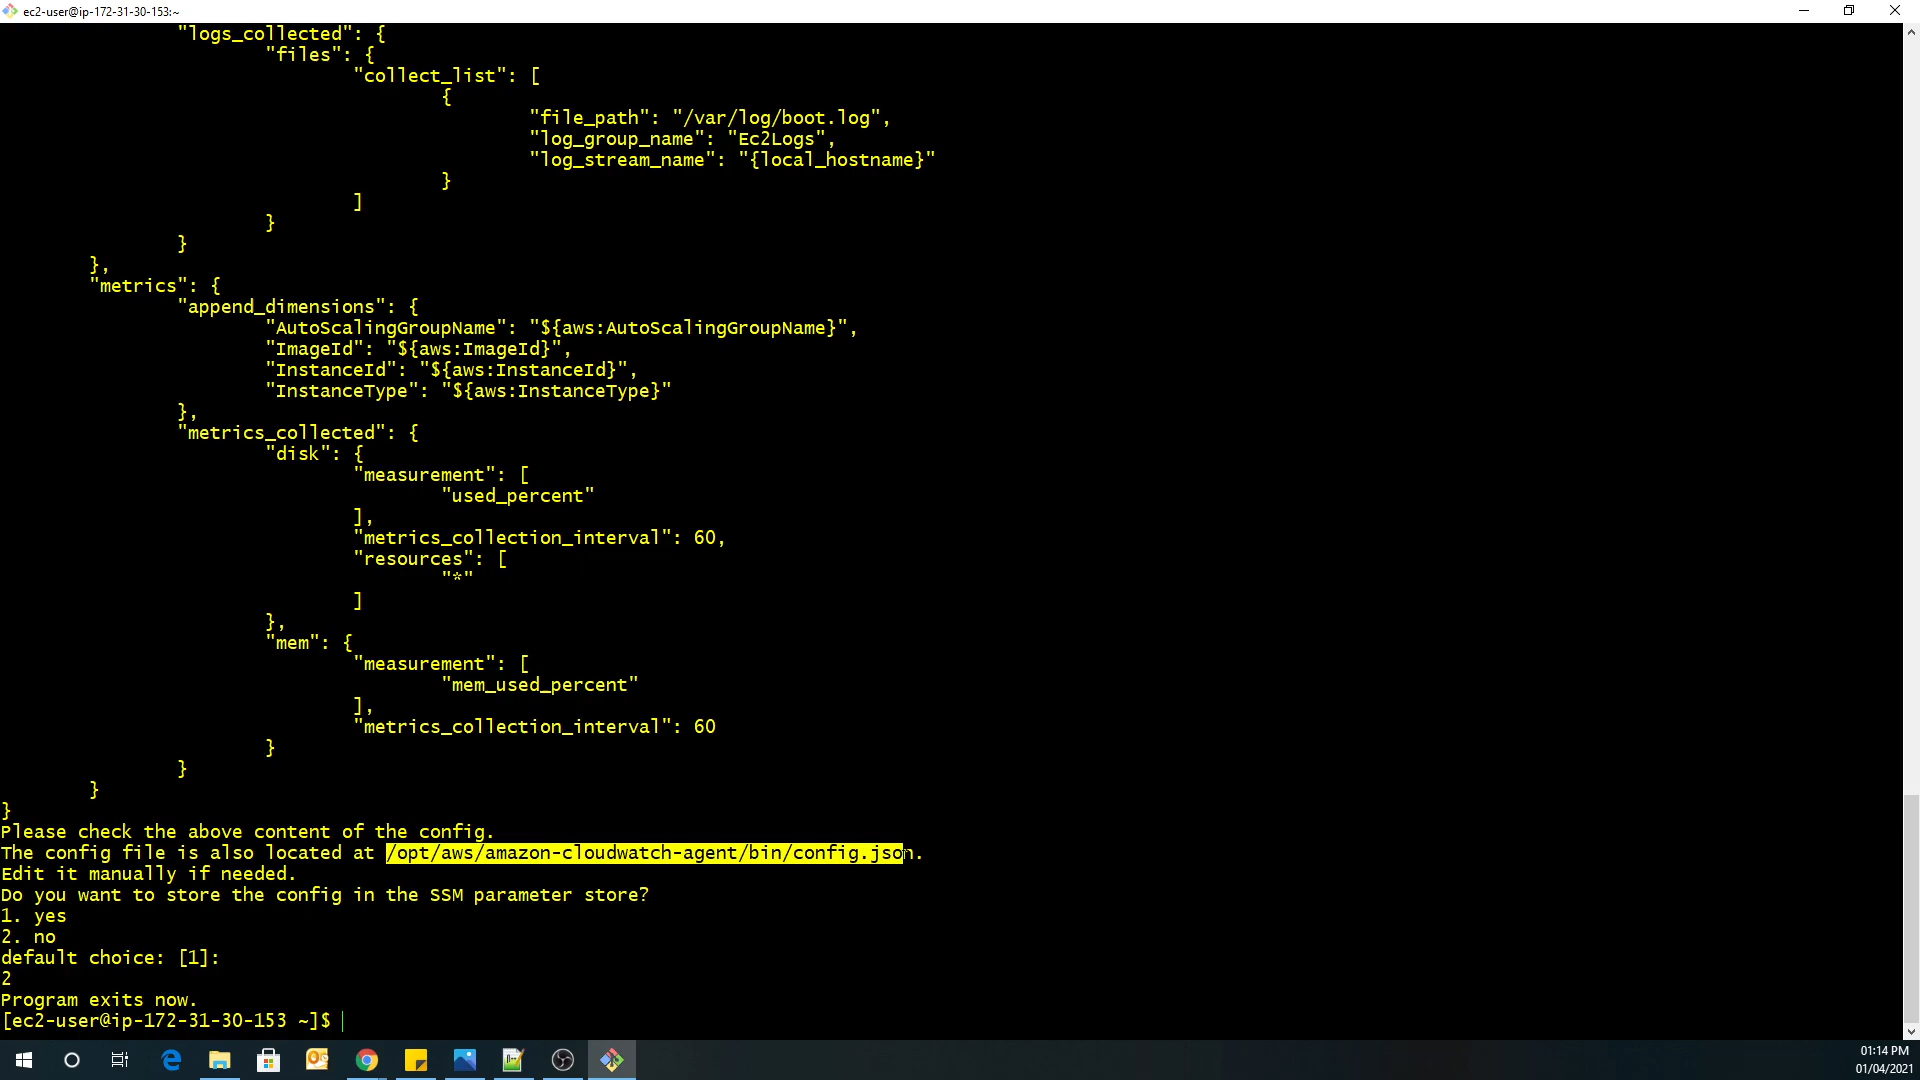 ec2-user@ip-172-31-30-153:~
"logs_collected": {
"files": {
"collect_list": [
{
"file_path": "/var/log/boot.log",
"log_group_name": "Ec2Logs",
"log_stream_name": "{local_hostname}"
}
]
}
}
},
"metrics": {
"append_dimensions": {
"AutoScalingGroupName": "${aws:AutoScalingGroupName}",
"ImageId": "${aws:ImageId}",
"InstanceId": "${aws:InstanceId}",
"InstanceType": "${aws:InstanceType}"
},
"metrics_collected": {
"disk": {
"measurement": [
"used_percent"
],
"metrics_collection_interval": 60,
"resources": [
"*"
]
},
"mem": {
"measurement": [
"mem_used_percent"
],
"metrics_collection_interval": 60
}
}
}
}
Please check the above content of the config.
The config file is also located at /opt/aws/amazon-cloudwatch-agent/bin/config.json.
Edit it manually if needed.
Do you want to store the config in the SSM parameter store?
1. yes
2. no
default choice: [1]:
2
Program exits now.
[ec2-user@ip-172-31-30-153 ~]$
01:14 PM
01/04/2021